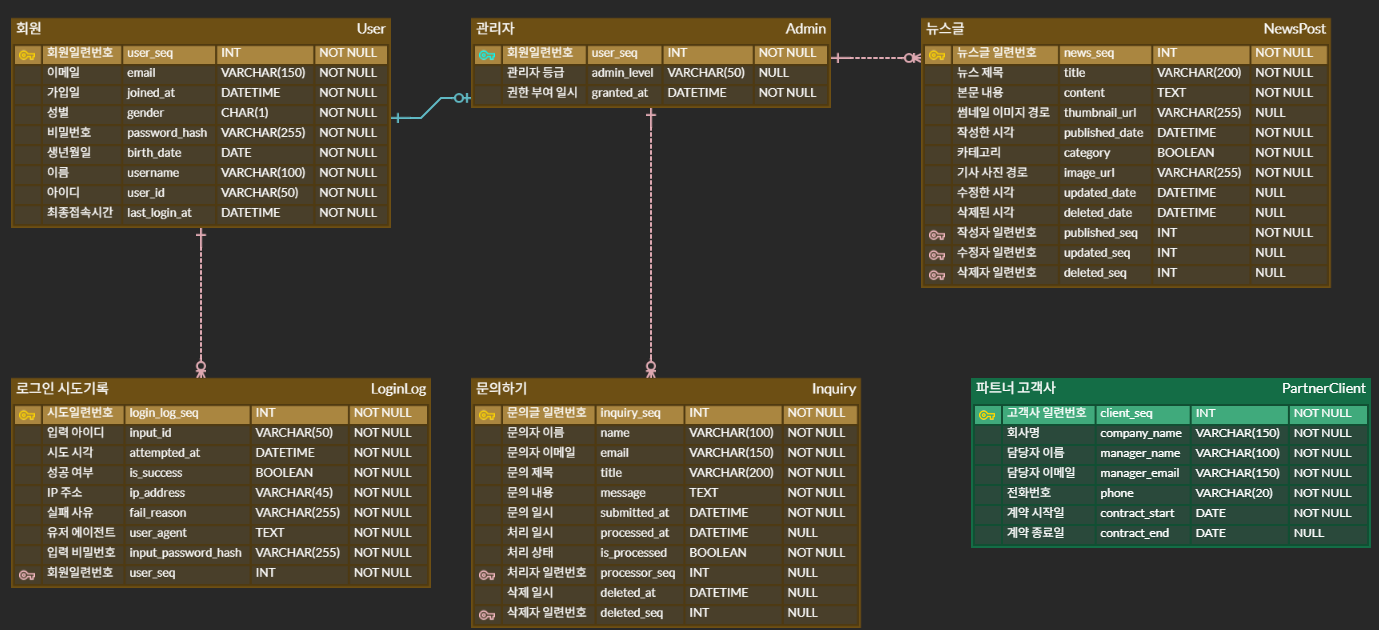 회원 User
회원일련번호 user_seq INT NOT NULL
이메일 email VARCHAR(150) NOT NULL
가입일 joined_at DATETIME NOT NULL
성별 gender CHAR(1) NOT NULL
비밀번호 password_hash VARCHAR(255) NOT NULL
생년월일 birth_date DATE NOT NULL
이름 username VARCHAR(100) NOT NULL
아이디 user_id VARCHAR(50) NOT NULL
최종접속시간 last_login_at DATETIME NOT NULL
관리자 Admin
회원일련번호 user_seq INT NOT NULL
관리자 등급 admin_level VARCHAR(50) NULL
권한 부여 일시 granted_at DATETIME NOT NULL
뉴스글 NewsPost
뉴스글 일련번호 news_seq INT NOT NULL
뉴스 제목 title VARCHAR(200) NOT NULL
본문 내용 content TEXT NOT NULL
썸네일 이미지 경로 thumbnail_url VARCHAR(255) NULL
작성한 시각 published_date DATETIME NOT NULL
카테고리 category BOOLEAN NOT NULL
기사 사진 경로 image_url VARCHAR(255) NOT NULL
수정한 시각 updated_date DATETIME NULL
삭제된 시각 deleted_date DATETIME NULL
작성자 일련번호 published_seq INT NOT NULL
수정자 일련번호 updated_seq INT NULL
삭제자 일련번호 deleted_seq INT NULL
로그인 시도기록 LoginLog
시도일련번호 login_log_seq INT NOT NULL
입력 아이디 input_id VARCHAR(50) NOT NULL
시도 시각 attempted_at DATETIME NOT NULL
성공 여부 is_success BOOLEAN NOT NULL
IP 주소 ip_address VARCHAR(45) NOT NULL
실패 사유 fail_reason VARCHAR(255) NOT NULL
유저 에이전트 user_agent TEXT NOT NULL
입력 비밀번호 input_password_hash VARCHAR(255) NOT NULL
회원일련번호 user_seq INT NOT NULL
문의하기 Inquiry
문의글 일련번호 inquiry_seq INT NOT NULL
문의자 이름 name VARCHAR(100) NOT NULL
문의자 이메일 email VARCHAR(150) NOT NULL
문의 제목 title VARCHAR(200) NOT NULL
문의 내용 message TEXT NOT NULL
문의 일시 submitted_at DATETIME NOT NULL
처리 일시 processed_at DATETIME NULL
처리 상태 is_processed BOOLEAN NOT NULL
처리자 일련번호 processor_seq INT NULL
삭제 일시 deleted_at DATETIME NULL
삭제자 일련번호 deleted_seq INT NULL
파트너 고객사 PartnerClient
고객사 일련번호 client_seq INT NOT NULL
회사명 company_name VARCHAR(150) NOT NULL
담당자 이름 manager_name VARCHAR(100) NOT NULL
담당자 이메일 manager_email VARCHAR(150) NOT NULL
전화번호 phone VARCHAR(20) NOT NULL
계약 시작일 contract_start DATE NOT NULL
계약 종료일 contract_end DATE NULL